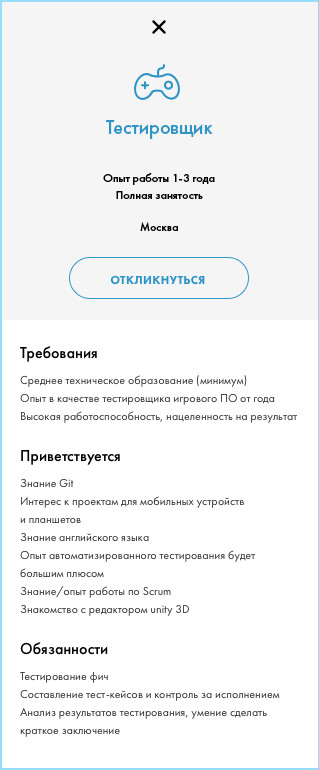 Тестировщик
Опыт работы 1-3 года
Полная занятость
Москва
ОТКЛИКНУТЬСЯ
Требования
Среднее техническое образование (минимум)
Опыт в качестве тестировщика игрового ПО от года
Высокая работоспособность, нацеленность на результат
Приветствуется
Знание Git
Интерес к проектам для мобильных устройств
и планшетов
Знание английского языка
Опыт автоматизированного тестирования будет
большим плюсом
Знание/опыт работы по Scrum
Знакомство с редактором unity 3D
Обязанности
Тестирование фич
Составление тест-кейсов и контроль за исполнением
Анализ результатов тестирования, умение сделать
краткое заключение